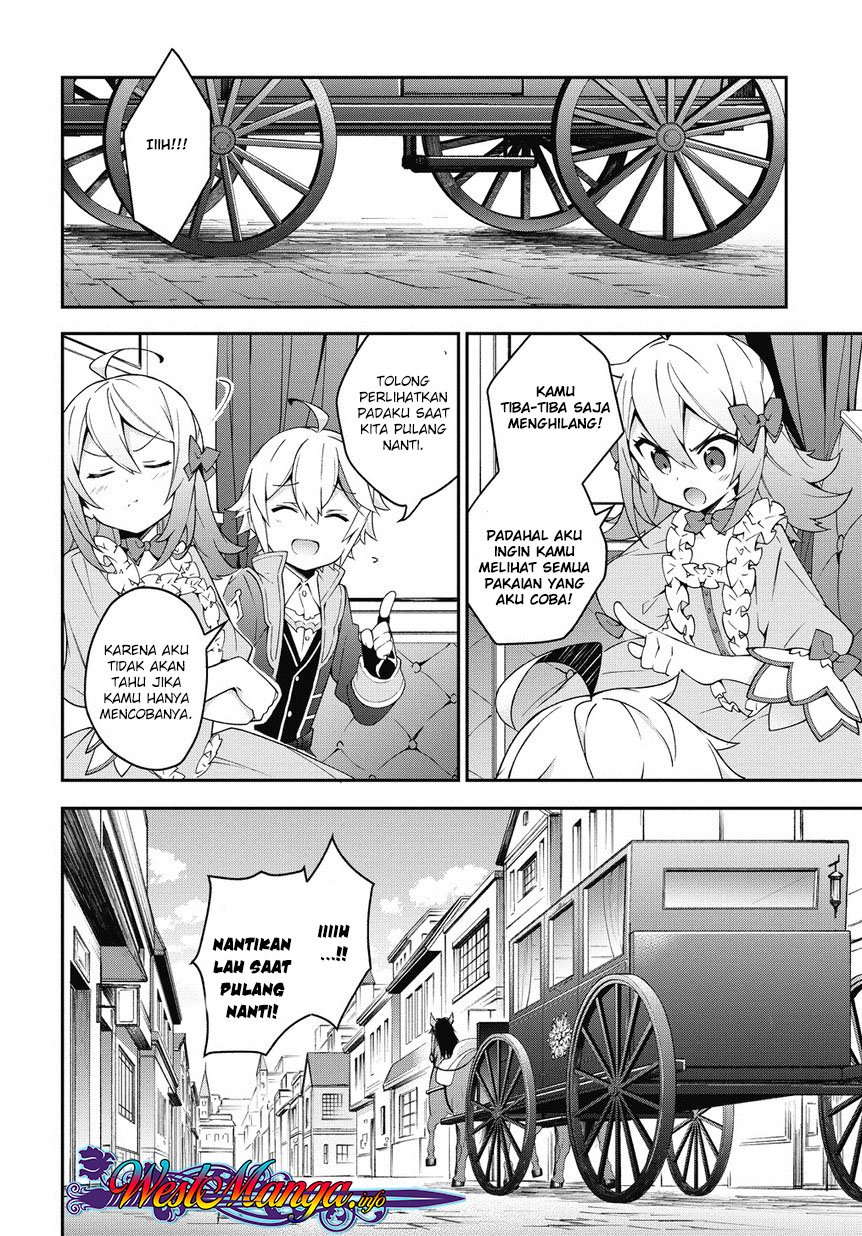 IIIH!!!
KAMU
TIBA-TIBA SAJA
MENGHILANG!
PADAHAL AKU
INGIN KAMU
MELIHAT SEMUA
PAKAIAN YANG
AKU COBA!
TOLONG
PERLIHATKAN
PADAKU SAAT
KITA PULANG
NANTI.
KARENA AKU
TIDAK AKAN
TAHU JIKA
KAMU HANYA
MENCOBANYA.
IIIIH
...!!
NANTIKAN
LAH SAAT
PULANG
NANTI!
WestManga.info